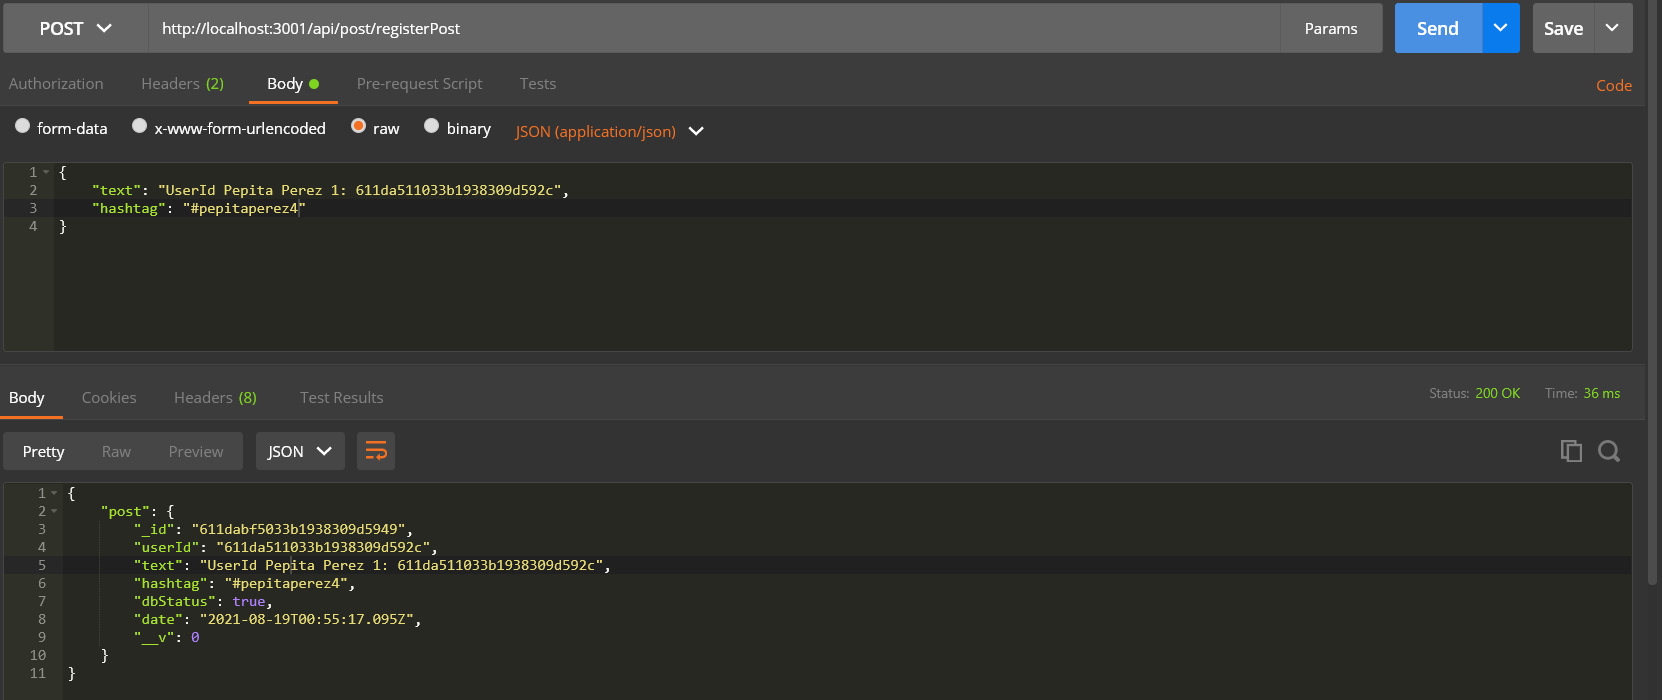 POST http://localhost:3001/api/post/registerPost Params Send Save
Authorization Headers (2) Body Pre-request Script Tests Code
form-data x-www-form-urlencoded raw binary JSON (application/json)
1 {
2 "text": "UserId Pepita Perez 1: 611da511033b1938309d592c",
3 "hashtag": "#pepitaperez4"
4 }
Body Cookies Headers (8) Test Results Status: 200 OK Time: 36 ms
Pretty Raw Preview JSON
1 {
2 "post": {
3 "_id": "611dabf5033b1938309d5949",
4 "userId": "611da511033b1938309d592c",
5 "text": "UserId Pepita Perez 1: 611da511033b1938309d592c",
6 "hashtag": "#pepitaperez4",
7 "dbStatus": true,
8 "date": "2021-08-19T00:55:17.095Z",
9 "__v": 0
10 }
11 }